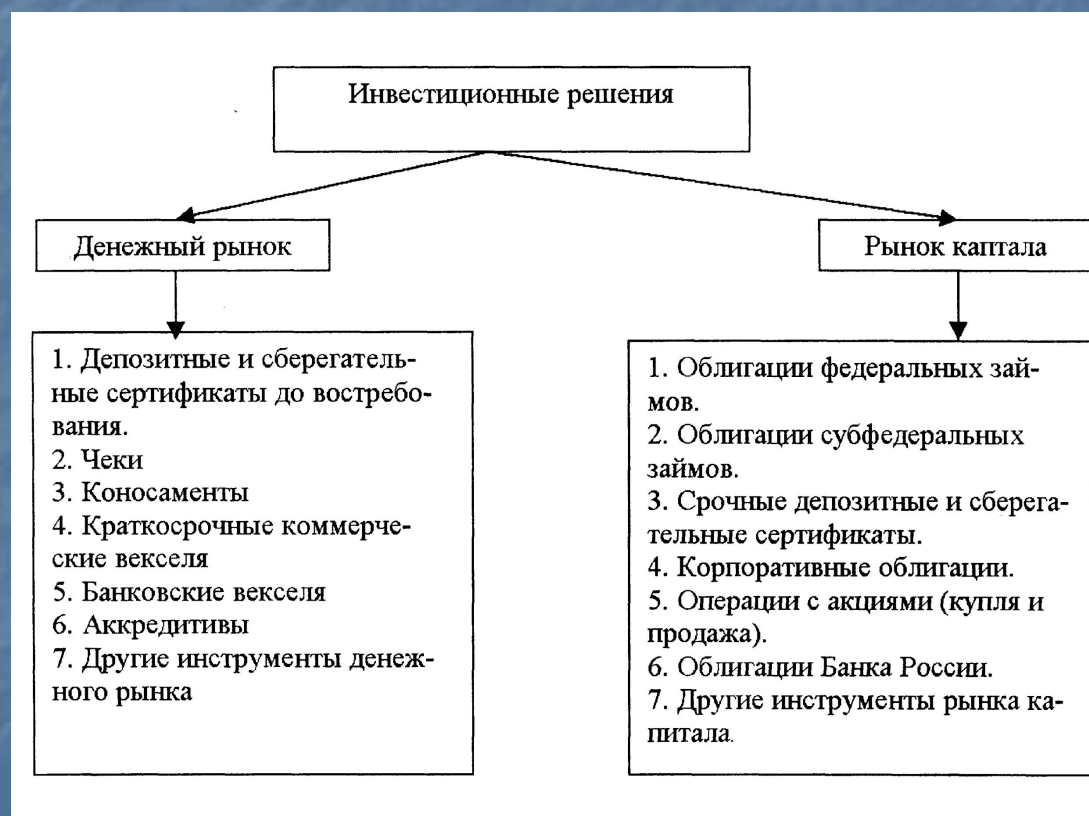 Инвестиционные решения
Денежный рынок
Рынок каптала
1. Депозитные и сберегатель-
ные сертификаты до востребо-
вания.
2. Чеки
3. Коносаменты
4. Краткосрочные коммерче-
ские векселя
5. Банковские векселя
6. Аккредитивы
7. Другие инструменты денеж-
ного рынка
1. Облигации федеральных зай-
мов.
2. Облигации субфедеральных
займов.
3. Срочные депозитные и сберега-
тельные сертификаты.
4. Корпоративные облигации.
5. Операции с акциями (купля и
продажа).
6. Облигации Банка России.
7. Другие инструменты рынка ка-
питала.